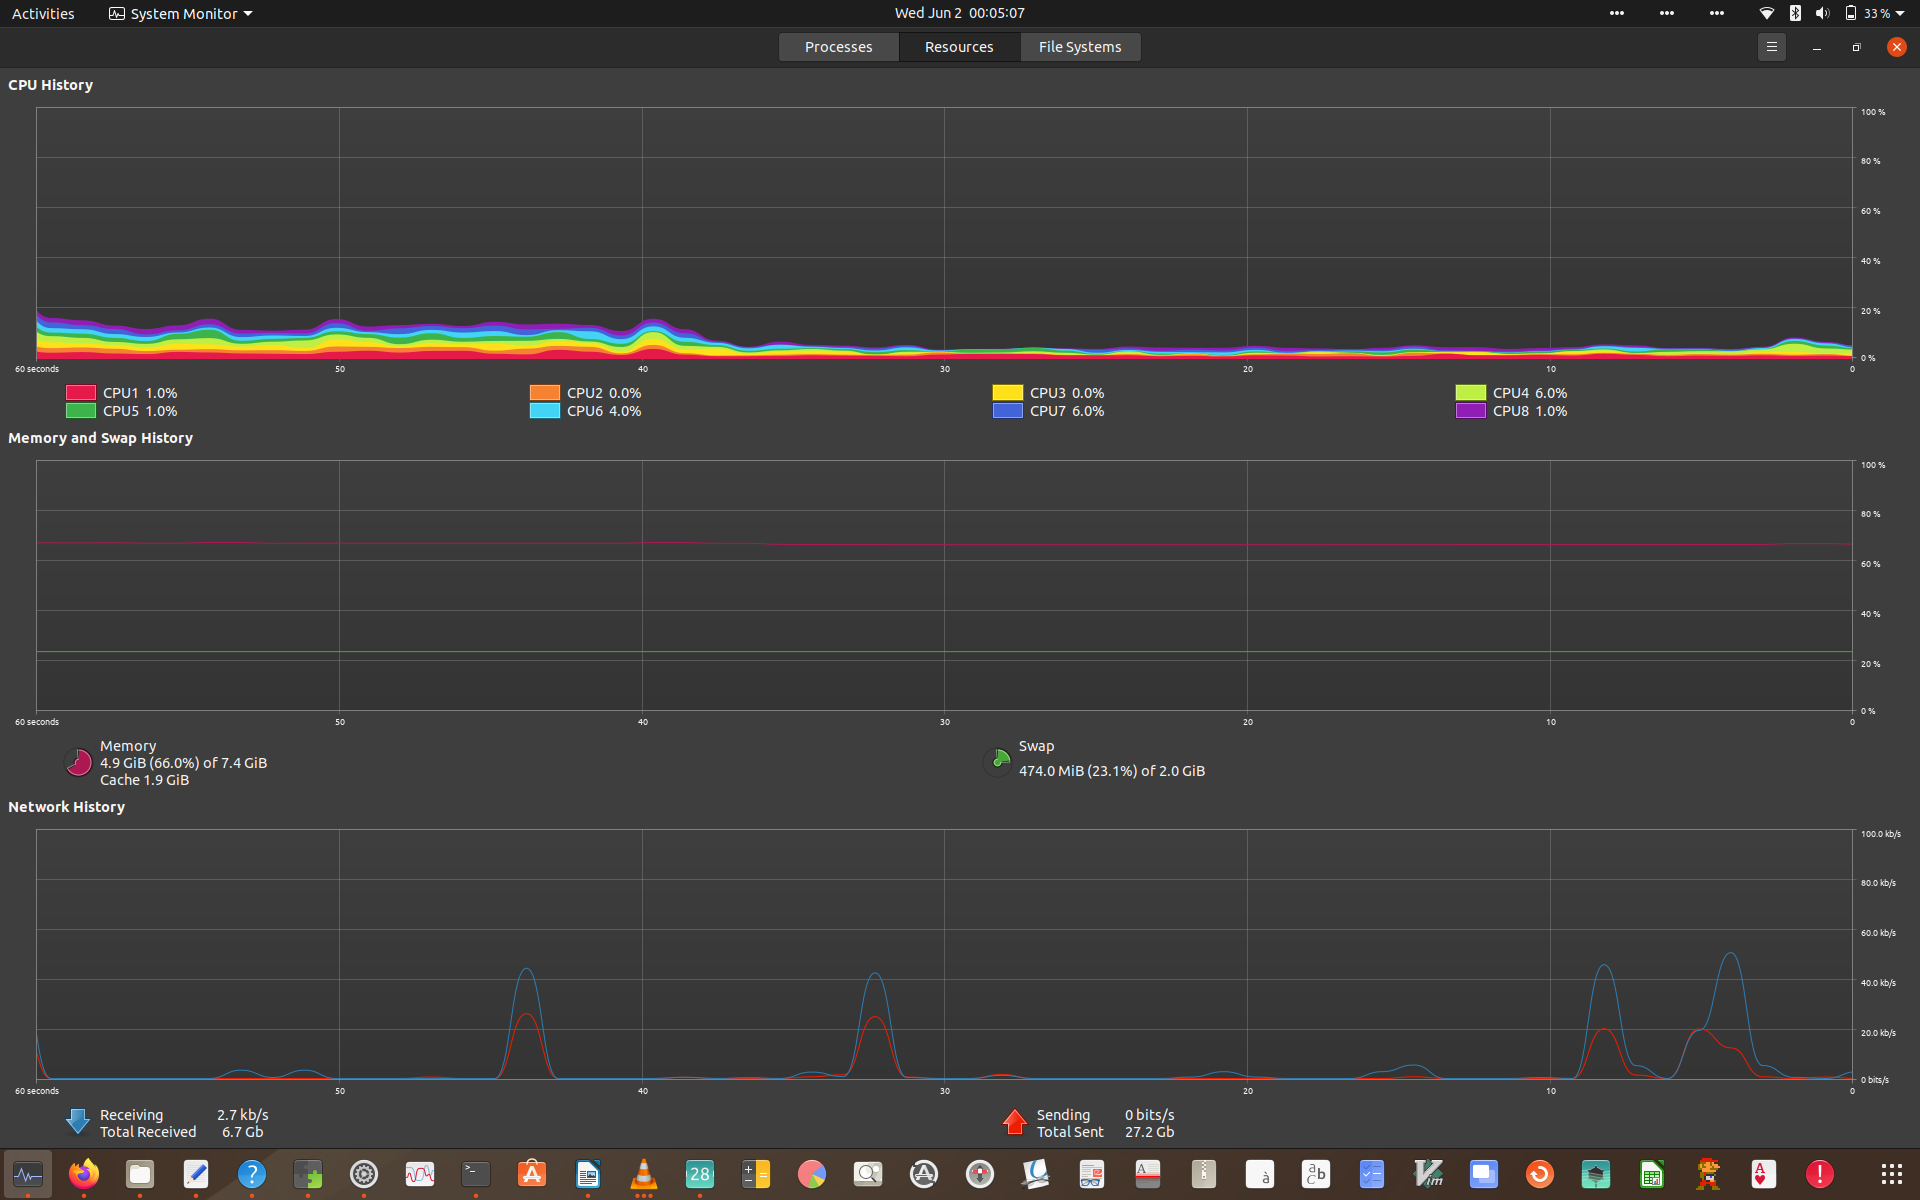 Activities System Monitor Wed Jun 2 00:05:07 33 %
Processes Resources File Systems
CPU History
100 %
80 %
60 %
40 %
20 %
0 %
60 seconds 50 40 30 20 10 0
CPU1 1.0% CPU2 0.0% CPU3 0.0% CPU4 6.0%
CPU5 1.0% CPU6 4.0% CPU7 6.0% CPU8 1.0%
Memory and Swap History
100 %
80 %
60 %
40 %
20 %
0 %
60 seconds 50 40 30 20 10 0
Memory
4.9 GiB (66.0%) of 7.4 GiB
Cache 1.9 GiB
Swap
474.0 MiB (23.1%) of 2.0 GiB
Network History
100.0 kb/s
80.0 kb/s
60.0 kb/s
40.0 kb/s
20.0 kb/s
0 bits/s
60 seconds 50 40 30 20 10 0
Receiving 2.7 kb/s
Total Received 6.7 Gb
Sending 0 bits/s
Total Sent 27.2 Gb
28